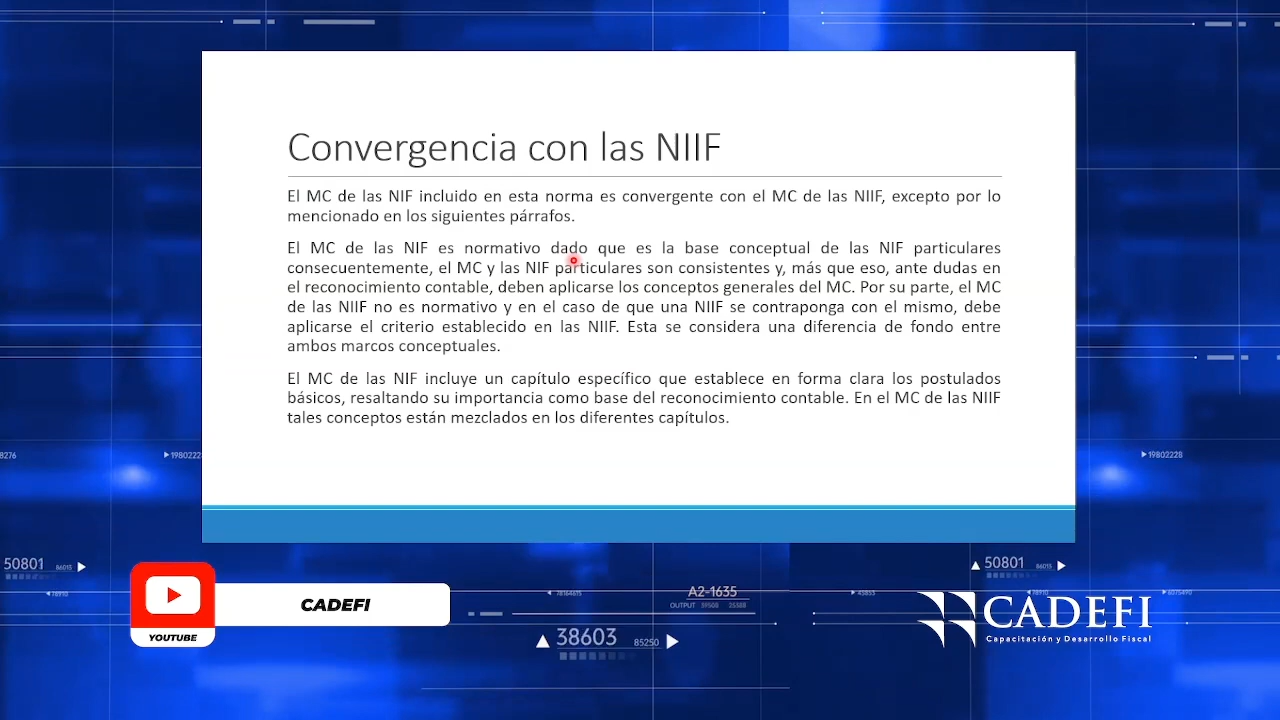 Convergencia con las NIIF
El MC de las NIF incluido en esta norma es convergente con el MC de las NIIF, excepto por lo
mencionado en los siguientes párrafos.
El MC de las NIF es normativo dado que es la base conceptual de las NIF particulares
consecuentemente, el MC y las NIF particulares son consistentes y, más que eso, ante dudas en
el reconocimiento contable, deben aplicarse los conceptos generales del MC. Por su parte, el MC
de las NIIF no es normativo y en el caso de que una NIIF se contraponga con el mismo, debe
aplicarse el criterio establecido en las NIIF. Esta se considera una diferencia de fondo entre
ambos marcos conceptuales.
El MC de las NIF incluye un capítulo específico que establece en forma clara los postulados
básicos, resaltando su importancia como base del reconocimiento contable. En el MC de las NIIF
tales conceptos están mezclados en los diferentes capítulos.
8276
1980222
19802228
50801
50801
A2-1635
OUTPUT
38603
85250
YOUTUBE
CADEFI
CADEFI
Capacitación y Desarrollo Fiscal